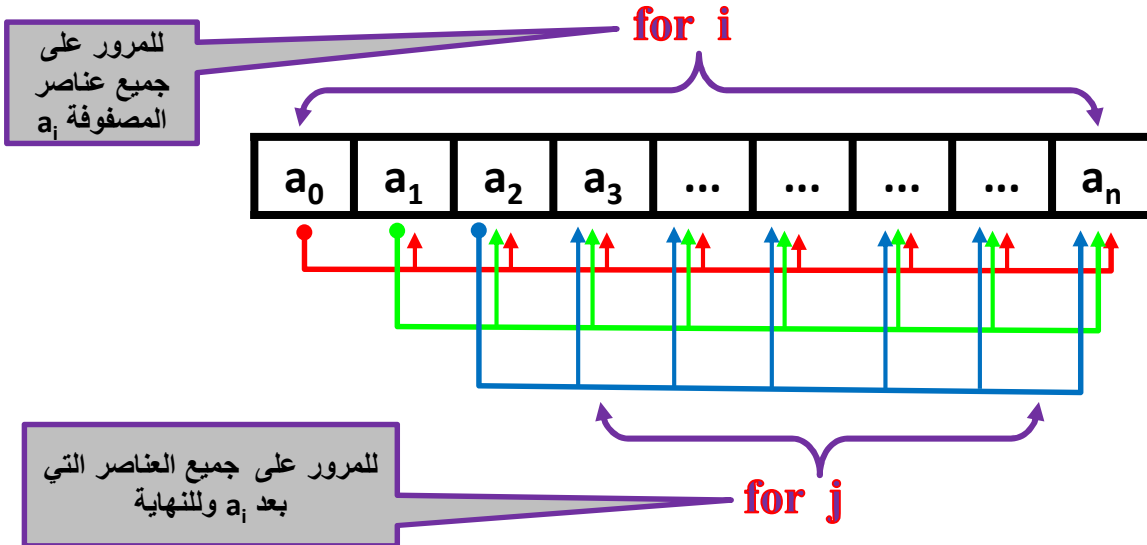 for i
للمرور على
جميع عناصر
المصفوفة aᵢ
a₀ a₁ a₂ a₃ ... ... ... ... aₙ
للمرور على جميع العناصر التي
بعد aᵢ وللنهاية
for j